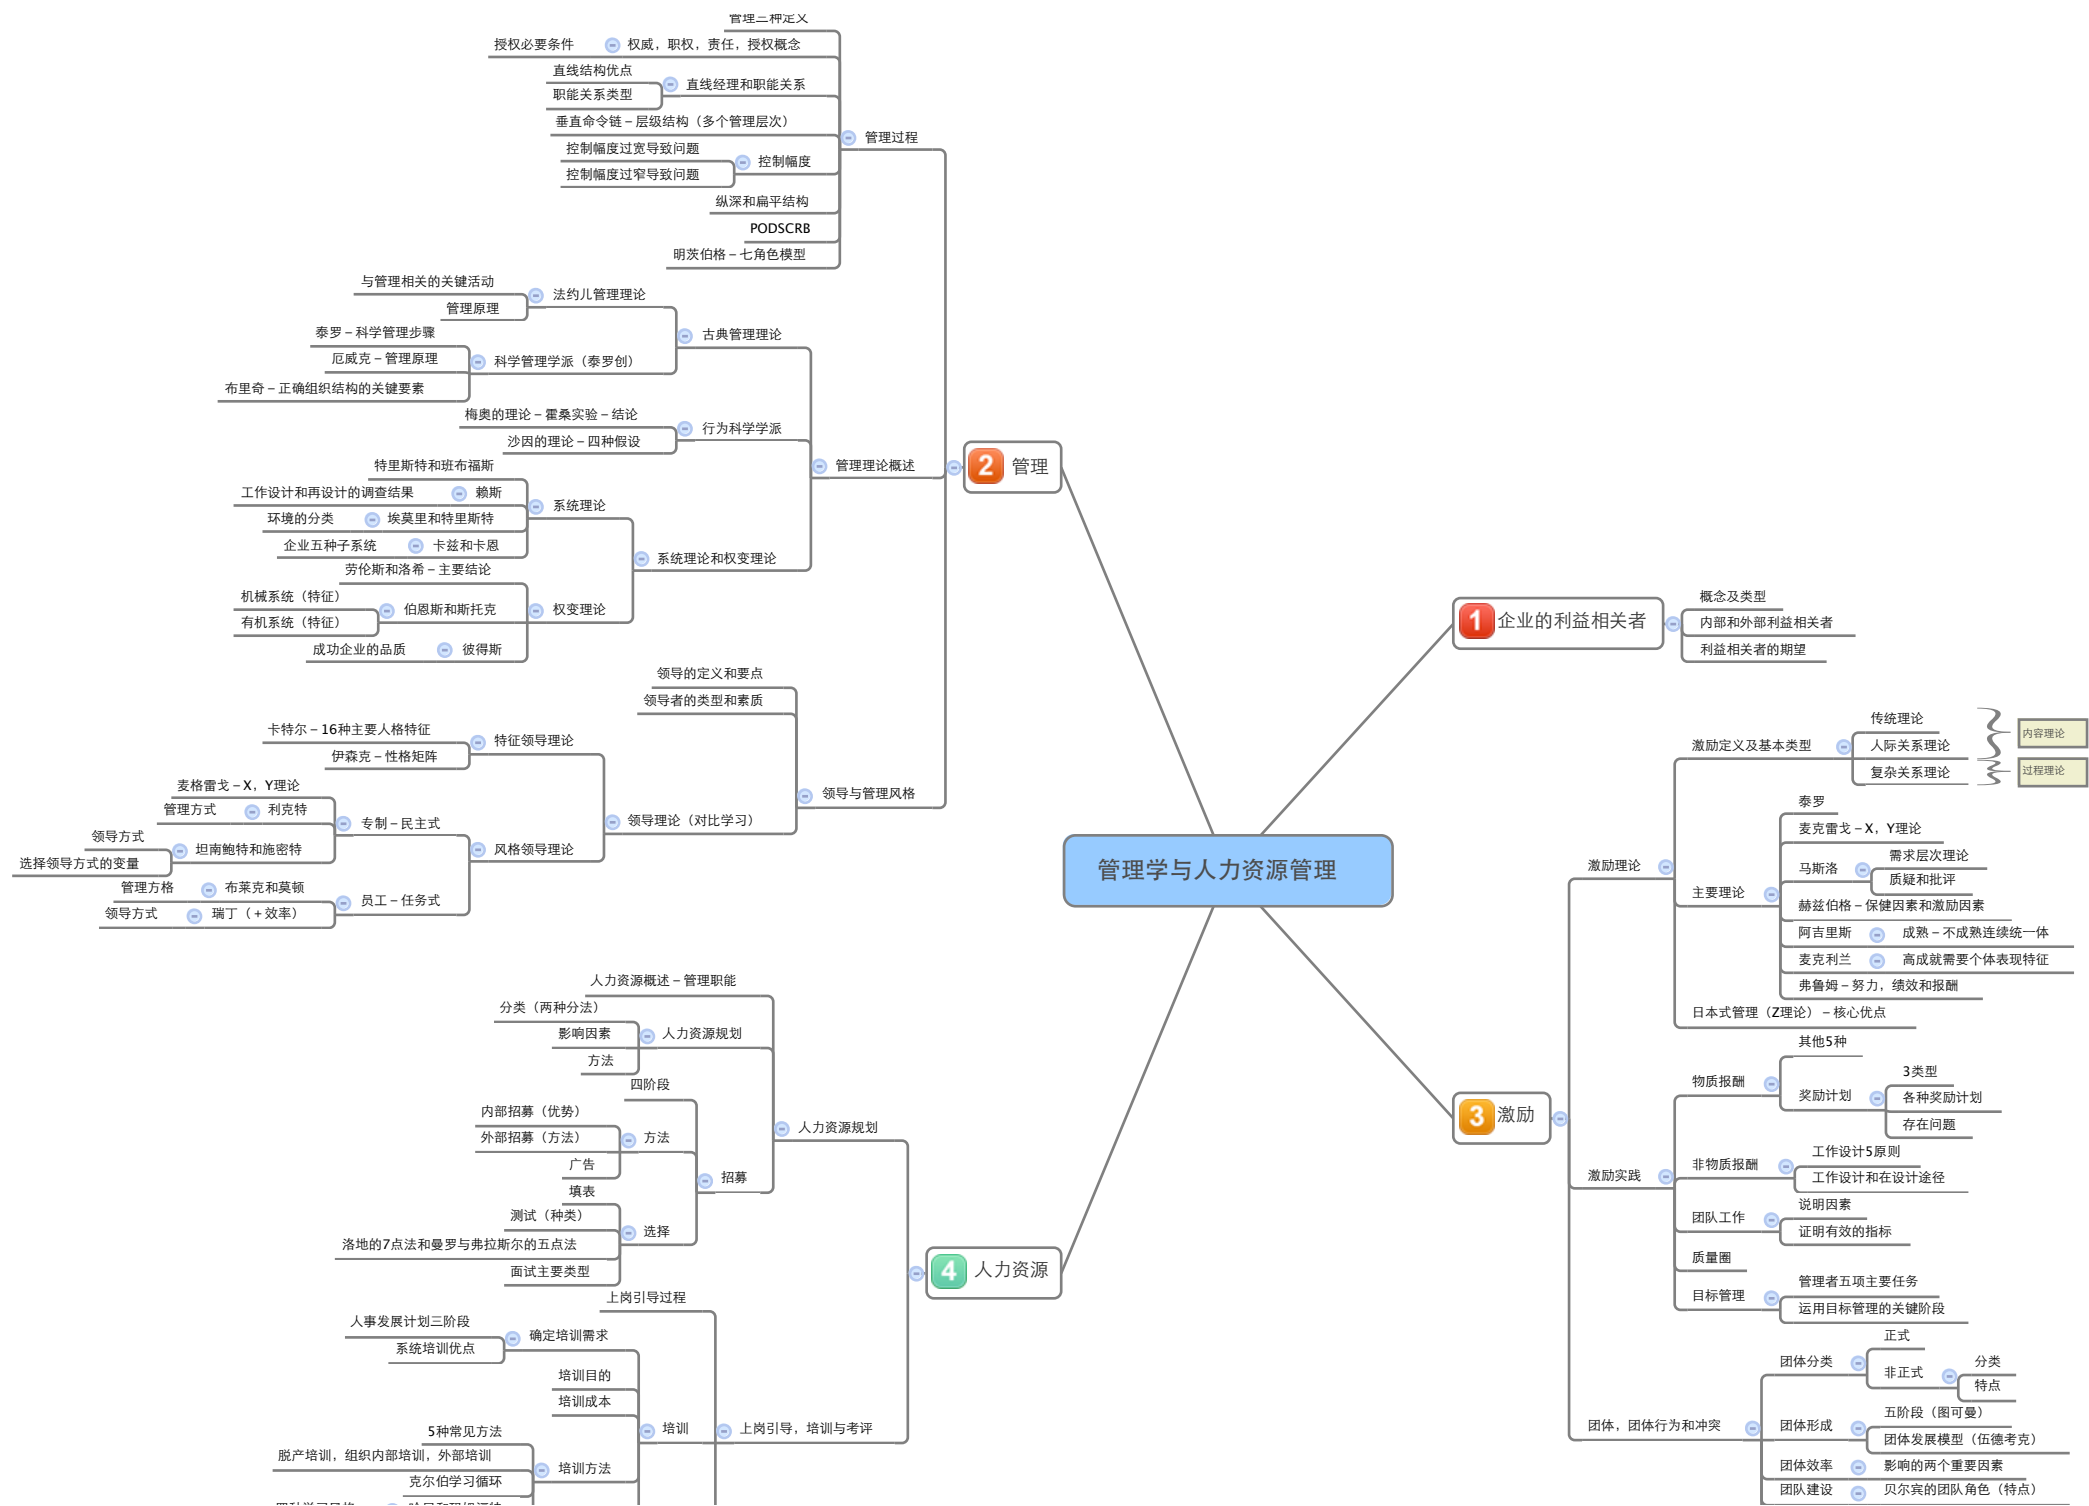 管理学与人力资源管理
1 企业的利益相关者
概念及类型
内部和外部利益相关者
利益相关者的期望
2 管理
管理过程
管理三种定义
权威，职权，责任，授权概念
授权必要条件
直线经理和职能关系
直线结构优点
职能关系类型
垂直命令链－层级结构（多个管理层次）
控制幅度
控制幅度过宽导致问题
控制幅度过窄导致问题
纵深和扁平结构
PODSCRB
明茨伯格－七角色模型
管理理论概述
古典管理理论
法约儿管理理论
与管理相关的关键活动
管理原理
科学管理学派（泰罗创）
泰罗－科学管理步骤
厄威克－管理原理
布里奇－正确组织结构的关键要素
行为科学学派
梅奥的理论－霍桑实验－结论
沙因的理论－四种假设
系统理论和权变理论
系统理论
特里斯特和班布福斯
赖斯
工作设计和再设计的调查结果
埃莫里和特里斯特
环境的分类
卡兹和卡恩
企业五种子系统
权变理论
劳伦斯和洛希－主要结论
伯恩斯和斯托克
机械系统（特征）
有机系统（特征）
彼得斯
成功企业的品质
领导与管理风格
领导的定义和要点
领导者的类型和素质
领导理论（对比学习）
特征领导理论
卡特尔－16种主要人格特征
伊森克－性格矩阵
风格领导理论
专制－民主式
麦格雷戈－X，Y理论
利克特
管理方式
坦南鲍特和施密特
领导方式
选择领导方式的变量
员工－任务式
布莱克和莫顿
管理方格
瑞丁（+效率）
领导方式
3 激励
激励理论
激励定义及基本类型
传统理论
人际关系理论
复杂关系理论
内容理论
过程理论
主要理论
泰罗
麦克雷戈－X，Y理论
马斯洛
需求层次理论
质疑和批评
赫兹伯格－保健因素和激励因素
阿吉里斯
成熟－不成熟连续统一体
麦克利兰
高成就需要个体表现特征
弗鲁姆－努力，绩效和报酬
日本式管理（Z理论）－核心优点
激励实践
物质报酬
其他5种
奖励计划
3类型
各种奖励计划
存在问题
非物质报酬
工作设计5原则
工作设计和在设计途径
团队工作
说明因素
证明有效的指标
质量圈
目标管理
管理者五项主要任务
运用目标管理的关键阶段
团体，团体行为和冲突
团体分类
正式
非正式
分类
特点
团体形成
五阶段（图可曼）
团体发展模型（伍德考克）
团体效率
影响的两个重要因素
团队建设
贝尔宾的团队角色（特点）
4 人力资源
人力资源规划
人力资源概述－管理职能
人力资源规划
分类（两种分法）
影响因素
方法
招募
四阶段
方法
内部招募（优势）
外部招募（方法）
广告
选择
填表
测试（种类）
洛地的7点法和曼罗与弗拉斯尔的五点法
面试主要类型
上岗引导，培训与考评
上岗引导过程
培训
确定培训需求
人事发展计划三阶段
系统培训优点
培训目的
培训成本
培训方法
5种常见方法
脱产培训，组织内部培训，外部培训
克尔伯学习循环